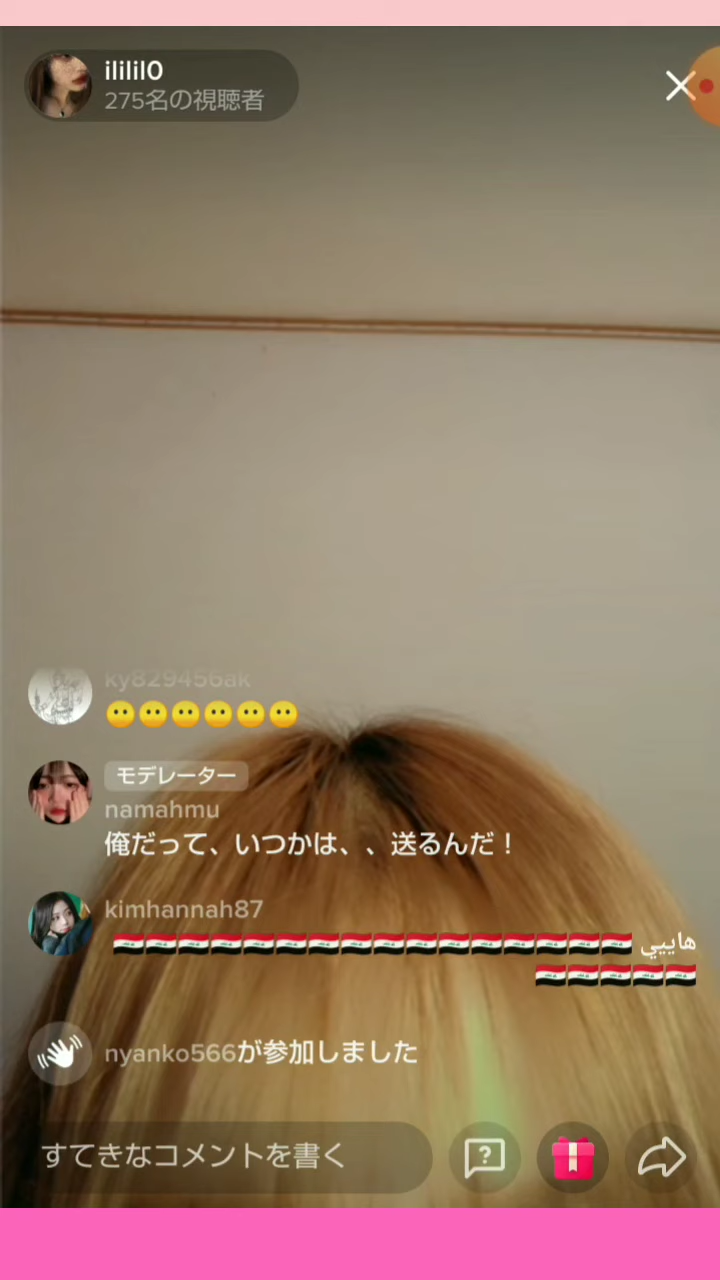 ilililO
275名の視聴者
ky829456ak
😶😶😶😶😶😶
モデレーター
namahmu
俺だって、いつかは、、送るんだ！
kimhannah87
هاييي 🇮🇶🇮🇶🇮🇶🇮🇶🇮🇶🇮🇶🇮🇶🇮🇶🇮🇶🇮🇶🇮🇶🇮🇶🇮🇶🇮🇶🇮🇶🇮🇶
🇮🇶🇮🇶🇮🇶🇮🇶🇮🇶
nyanko566が参加しました
すてきなコメントを書く